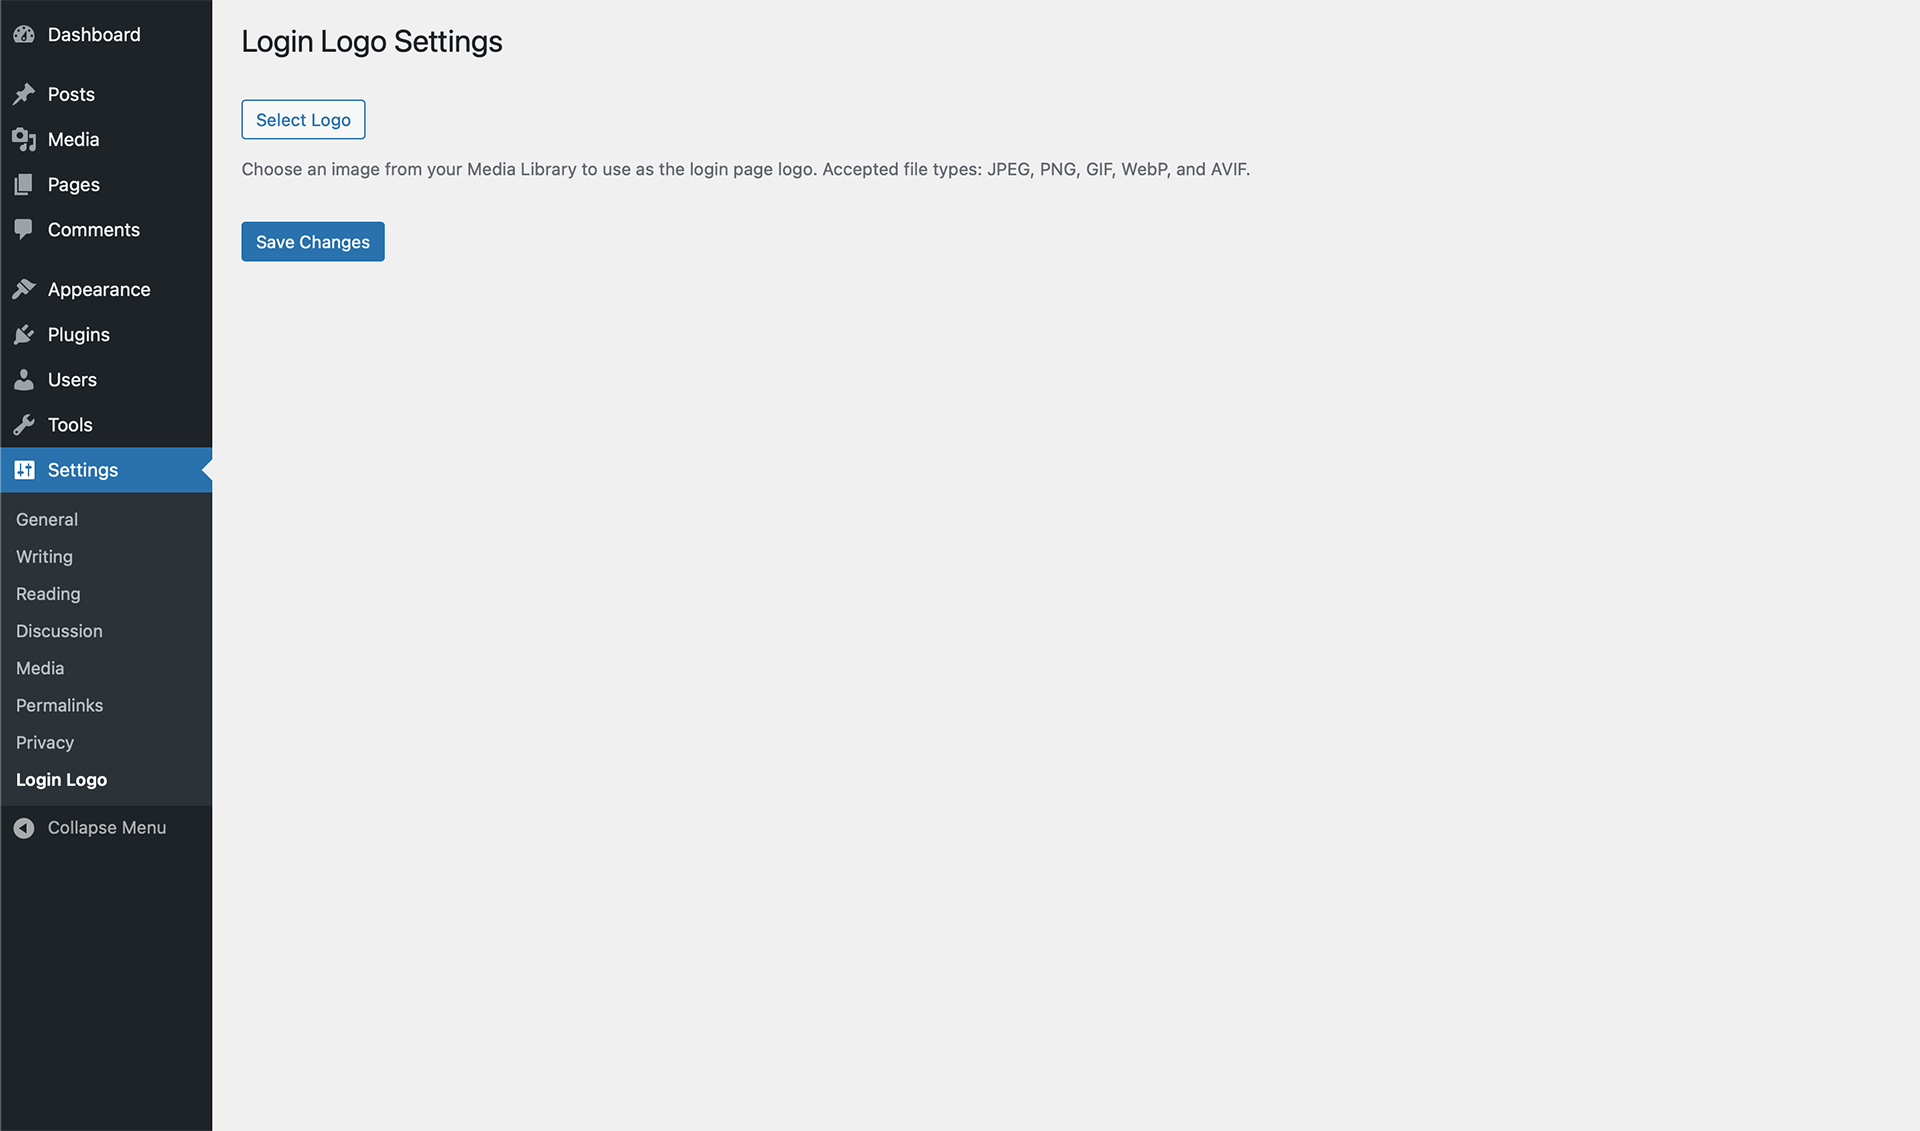 Dashboard
Posts
Media
Pages
Comments
Appearance
Plugins
Users
Tools
Settings
General
Writing
Reading
Discussion
Media
Permalinks
Privacy
Login Logo
Collapse Menu
Login Logo Settings
Select Logo
Choose an image from your Media Library to use as the login page logo. Accepted file types: JPEG, PNG, GIF, WebP, and AVIF.
Save Changes